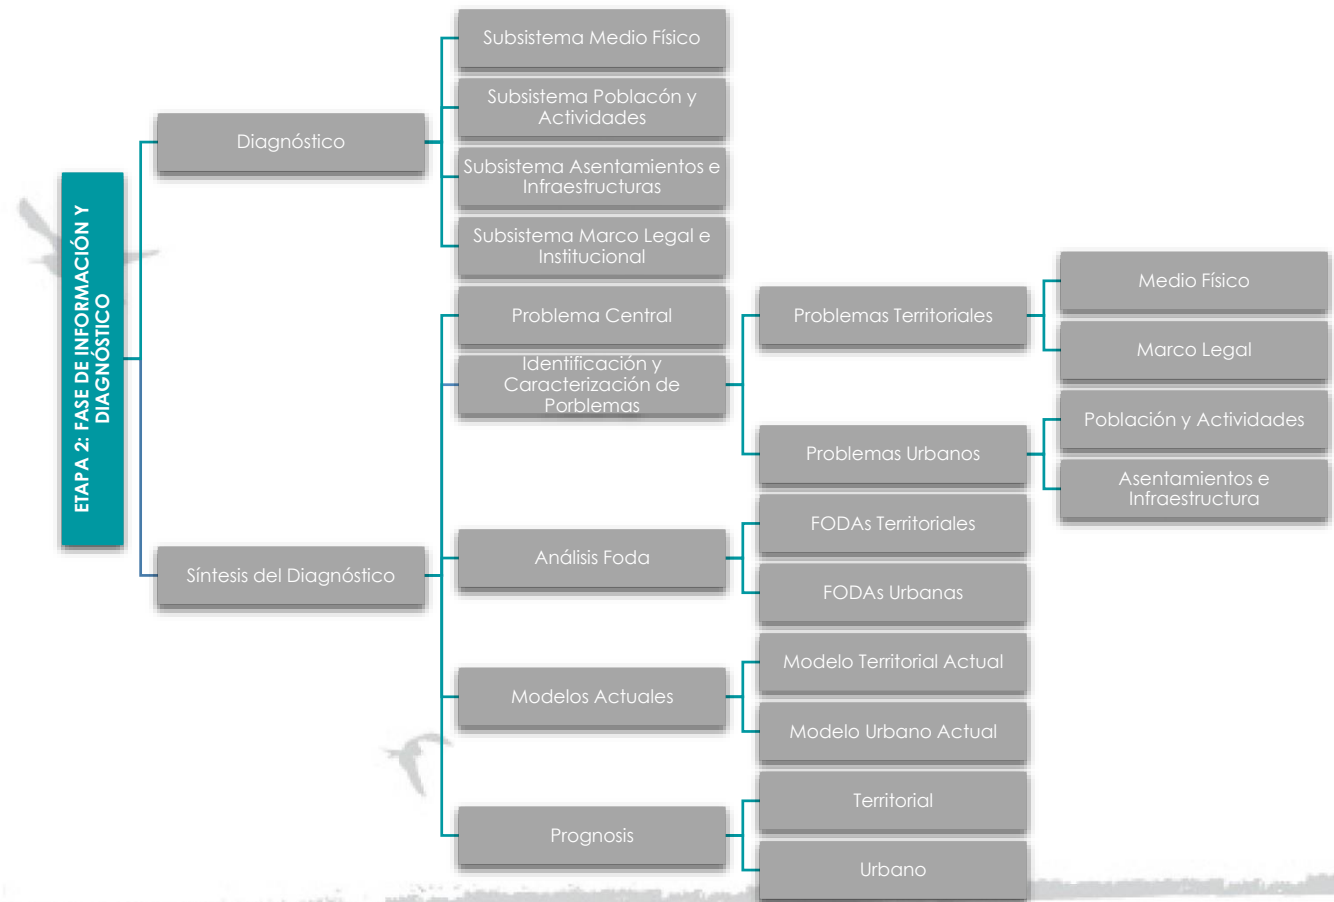 ETAPA 2: FASE DE INFORMACIÓN Y
DIAGNÓSTICO
Diagnóstico
Subsistema Medio Físico
Subsistema Poblacón y
Actividades
Subsistema Asentamientos e
Infraestructuras
Subsistema Marco Legal e
Institucional
Síntesis del Diagnóstico
Problema Central
Identificación y
Caracterización de
Porblemas
Problemas Territoriales
Medio Físico
Marco Legal
Problemas Urbanos
Población y Actividades
Asentamientos e
Infraestructura
Análisis Foda
FODAs Territoriales
FODAs Urbanas
Modelos Actuales
Modelo Territorial Actual
Modelo Urbano Actual
Prognosis
Territorial
Urbano